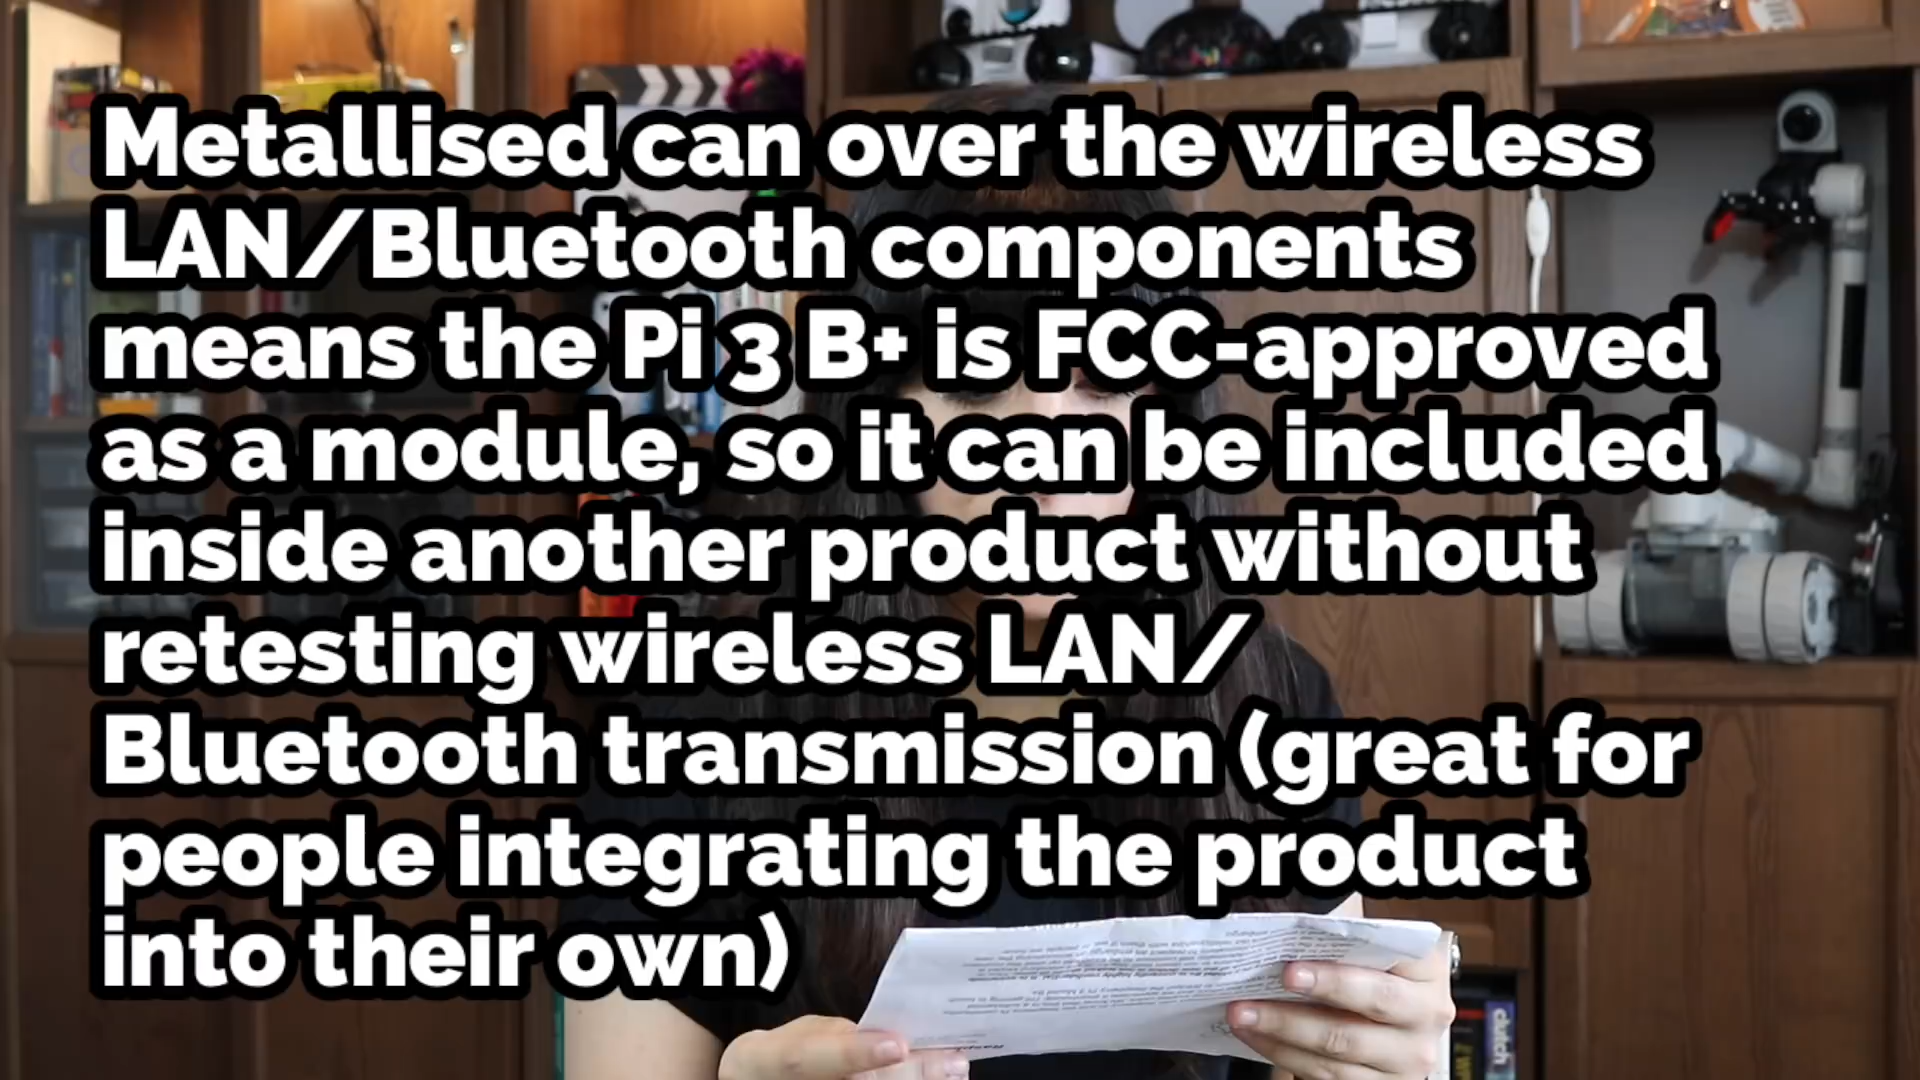 Metallised can over the wireless
LAN/Bluetooth components
means the Pi 3 B+ is FCC-approved
as a module, so it can be included
inside another product without
retesting wireless LAN/
Bluetooth transmission (great for
people integrating the product
into their own)
clutch